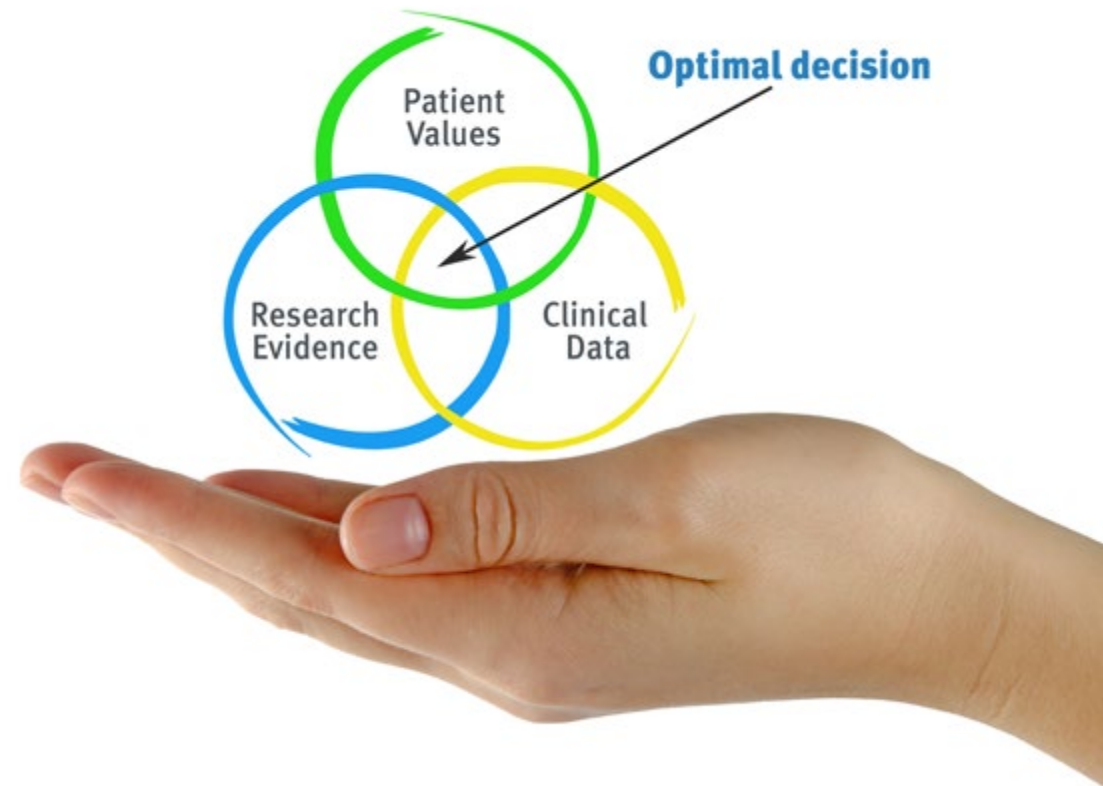 Optimal decision
Patient
Values
Research
Evidence
Clinical
Data